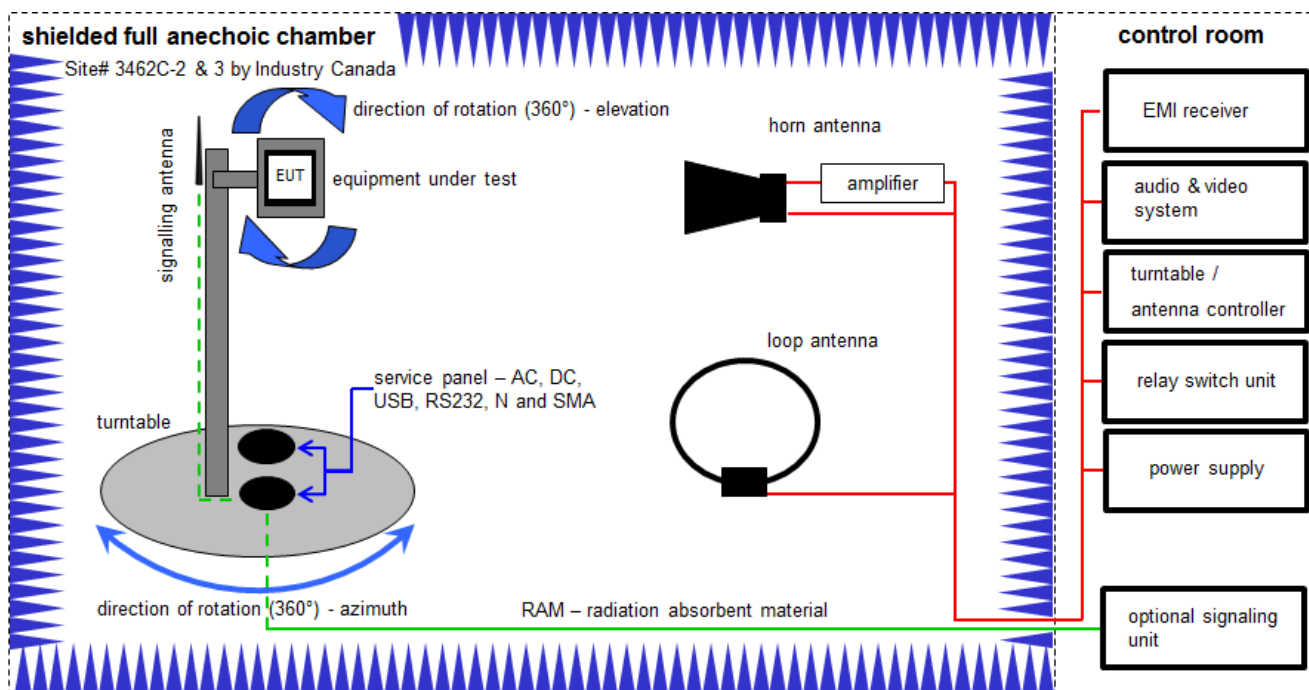 shielded full anechoic chamber
Site# 3462C-2 & 3 by Industry Canada
direction of rotation (360°) - elevation
signalling antenna
EUT
equipment under test
horn antenna
amplifier
loop antenna
service panel – AC, DC,
USB, RS232, N and SMA
turntable
direction of rotation (360°) - azimuth
RAM – radiation absorbent material
control room
EMI receiver
audio & video
system
turntable /
antenna controller
relay switch unit
power supply
optional signaling
unit